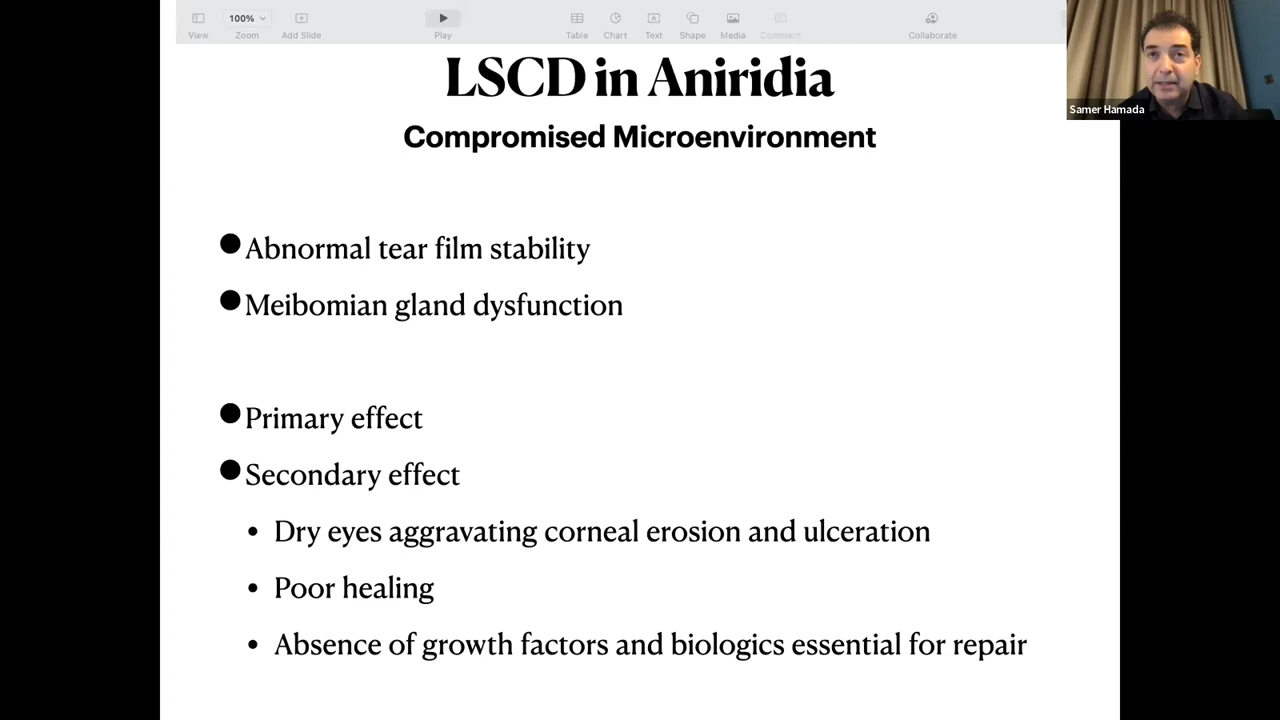 100%
View
Zoom
Add Slide
Play
Table
Chart
Text
Shape
Media
Comment
Collaborate
Samer Hamada
LSCD in Aniridia
Compromised Microenvironment
Abnormal tear film stability
Meibomian gland dysfunction
Primary effect
Secondary effect
Dry eyes aggravating corneal erosion and ulceration
Poor healing
Absence of growth factors and biologics essential for repair